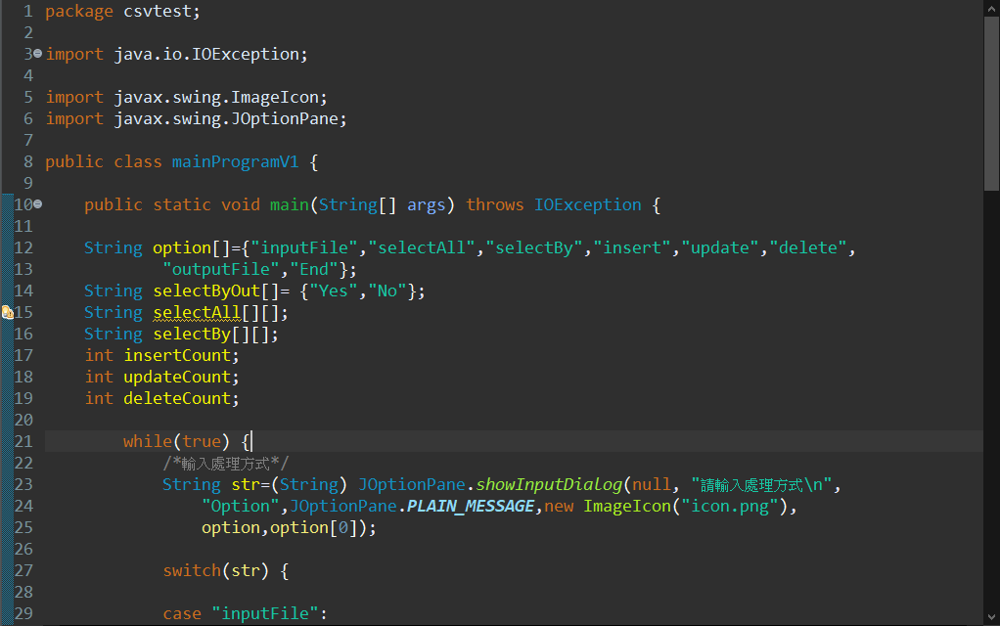 1 package csvtest;
2
3 import java.io.IOException;
4
5 import javax.swing.ImageIcon;
6 import javax.swing.JOptionPane;
7
8 public class mainProgramV1 {
9
10 public static void main(String[] args) throws IOException {
11
12 String option[]={"inputFile","selectAll","selectBy","insert","update","delete",
13 "outputFile","End"};
14 String selectByOut[]= {"Yes","No"};
15 String selectAll[][];
16 String selectBy[][];
17 int insertCount;
18 int updateCount;
19 int deleteCount;
20
21 while(true) {
22 /*輸入處理方式*/
23 String str=(String) JOptionPane.showInputDialog(null, "請輸入處理方式\n",
24 "Option",JOptionPane.PLAIN_MESSAGE,new ImageIcon("icon.png"),
25 option,option[0]);
26
27 switch(str) {
28
29 case "inputFile":